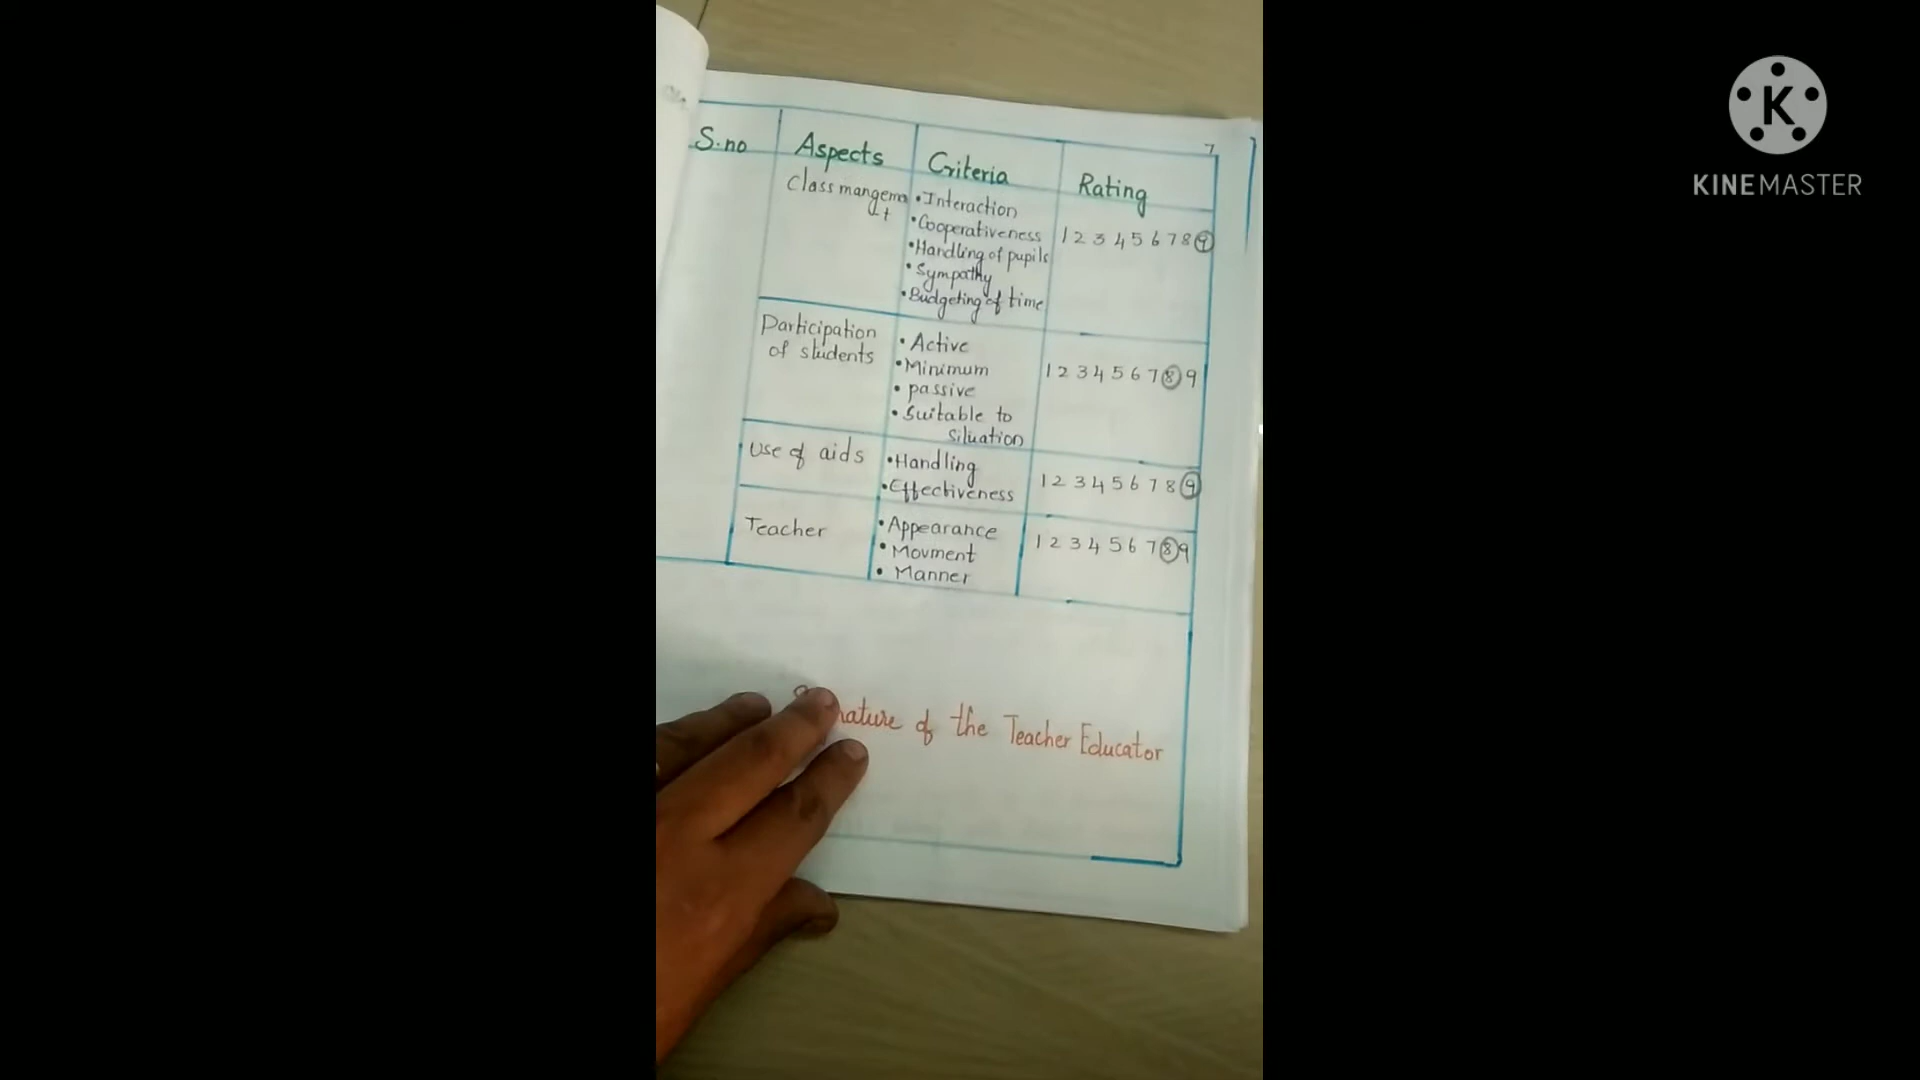 7
S.no Aspects Criteria Rating
Class mangeme
nt
• Interaction
• Cooperativeness
• Handling of pupils
• Sympathy
• Budgeting of time
1 2 3 4 5 6 7 8 9
Participation
of students
• Active
• Minimum
• passive
• Suitable to
situation
1 2 3 4 5 6 7 8 9
Use of aids
• Handling
• Effectiveness
1 2 3 4 5 6 7 8 9
Teacher
• Appearance
• Movment
• Manner
1 2 3 4 5 6 7 8 9
of the Teacher Educator
K
KINEMASTER